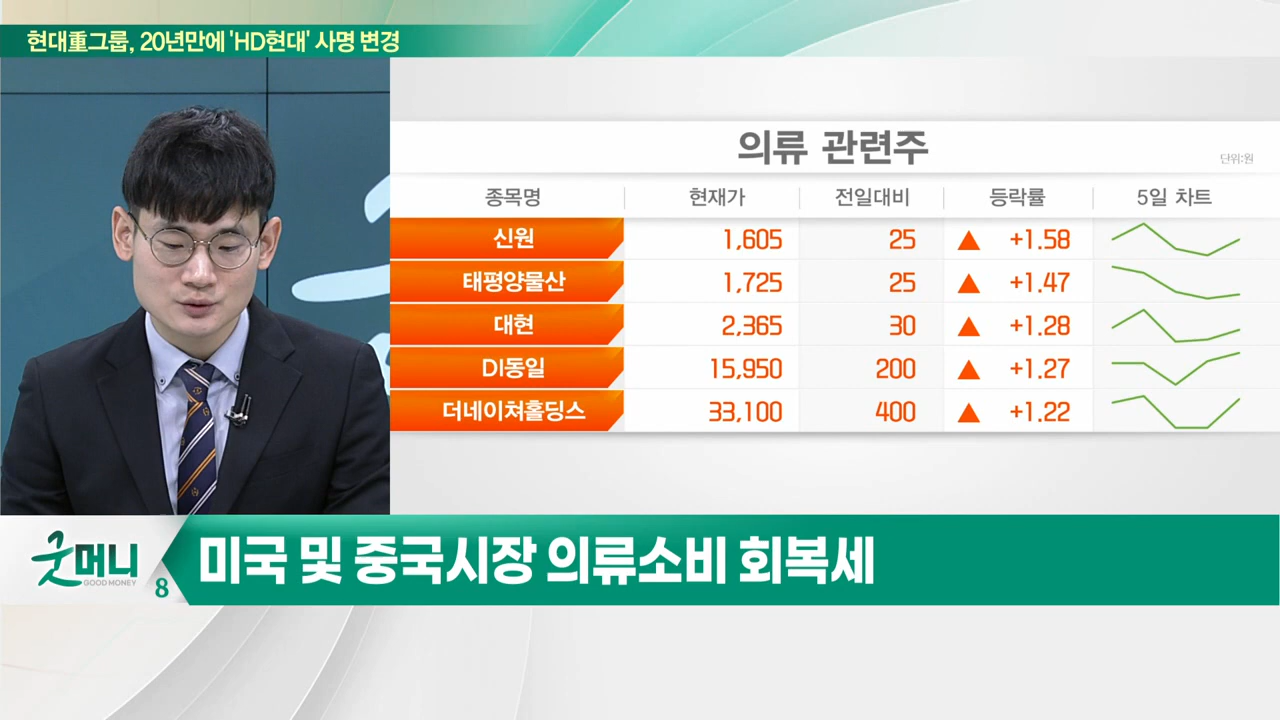 현대重그룹, 20년만에 'HD현대' 사명 변경
의류 관련주
단위:원
종목명 현재가 전일대비 등락률 5일 차트
신원 1,605 25 ▲ +1.58
태평양물산 1,725 25 ▲ +1.47
대현 2,365 30 ▲ +1.28
DI동일 15,950 200 ▲ +1.27
더네이쳐홀딩스 33,100 400 ▲ +1.22
굿머니
GOOD MONEY
8
미국 및 중국시장 의류소비 회복세